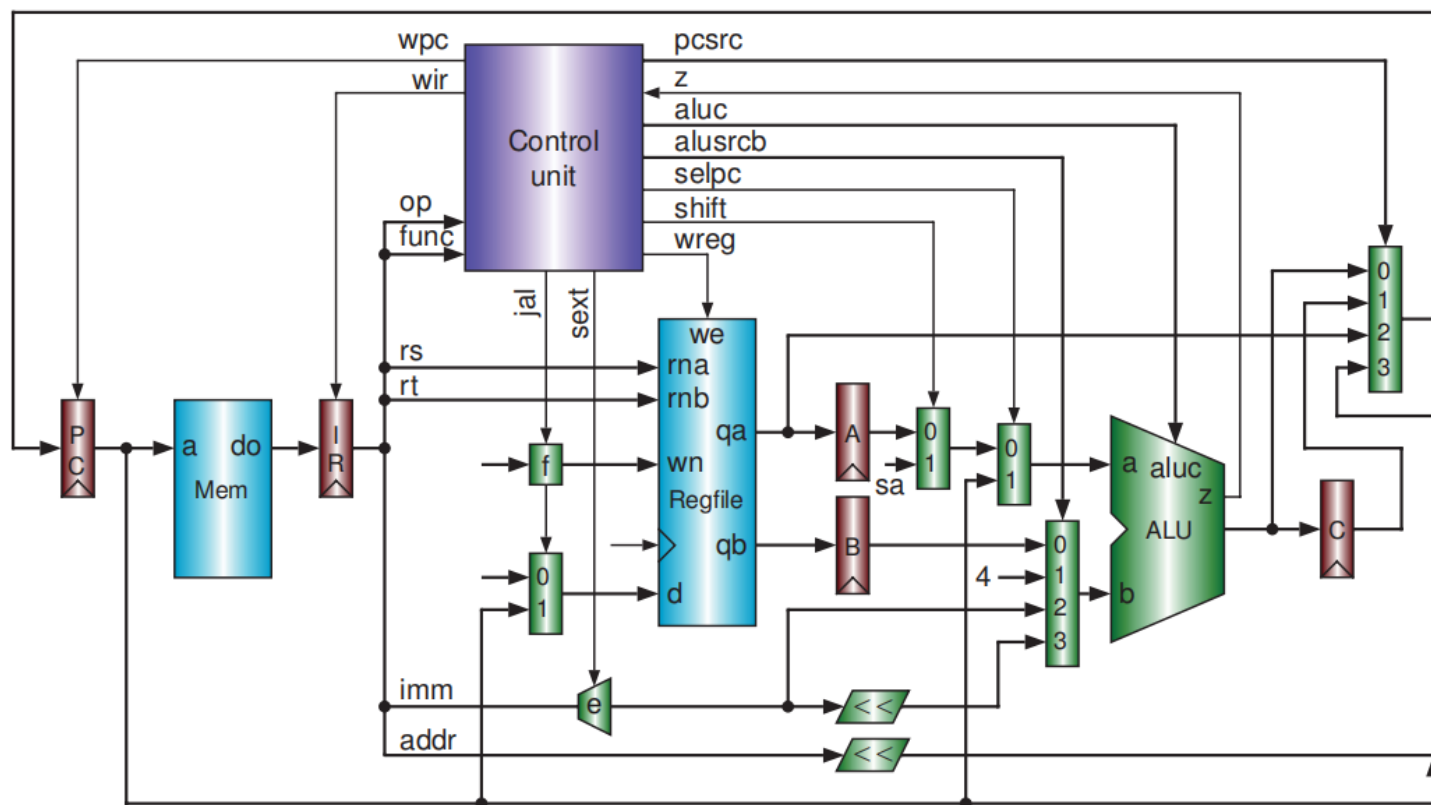 wpc
pcsrc
wir
z
aluc
alusrcb
Control
unit
selpc
shift
wreg
op
func
jal
sext
0
1
2
3
rs
rt
we
rna
rnb
qa
wn
Regfile
qb
d
P
C
a
do
Mem
I
R
f
0
1
A
0
1
sa
0
1
B
4
0
1
2
3
a
aluc
z
ALU
b
C
imm
e
<<
addr
<<